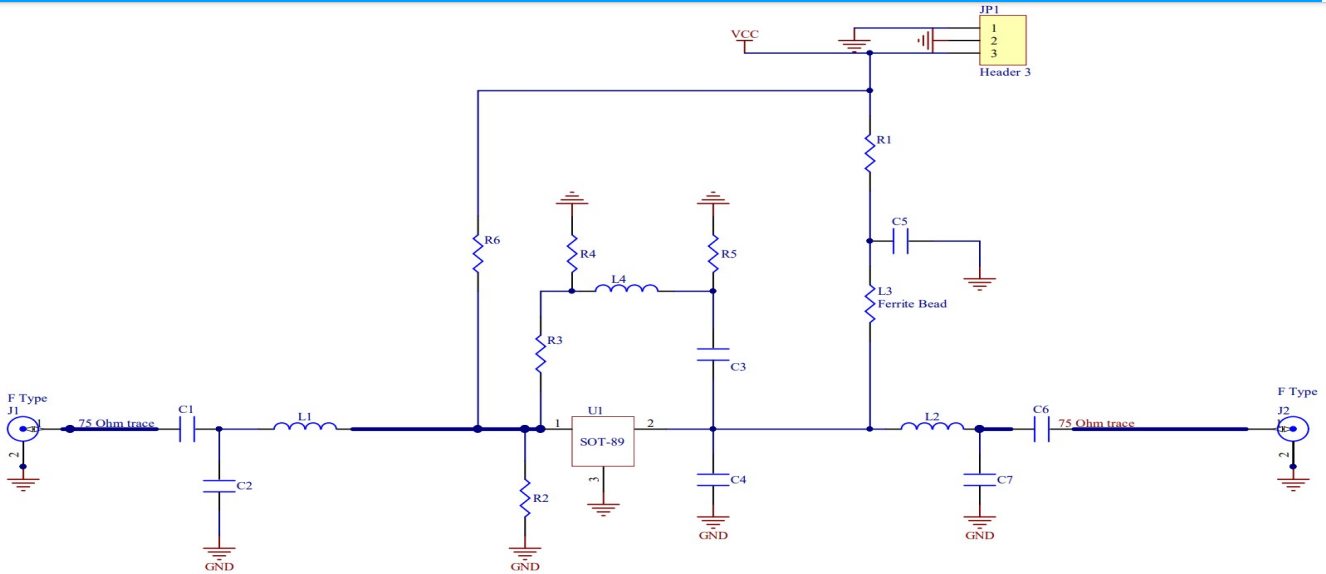 JP1
VCC
1
2
3
Header 3
R1
C5
R6
R4
R5
L4
L3
Ferrite Bead
R3
C3
F Type
J1
1
75 Ohm trace
C1
L1
U1
1
SOT-89
2
3
L2
C6
75 Ohm trace
F Type
J2
1
2
C2
R2
C4
C7
2
GND
GND
GND
GND